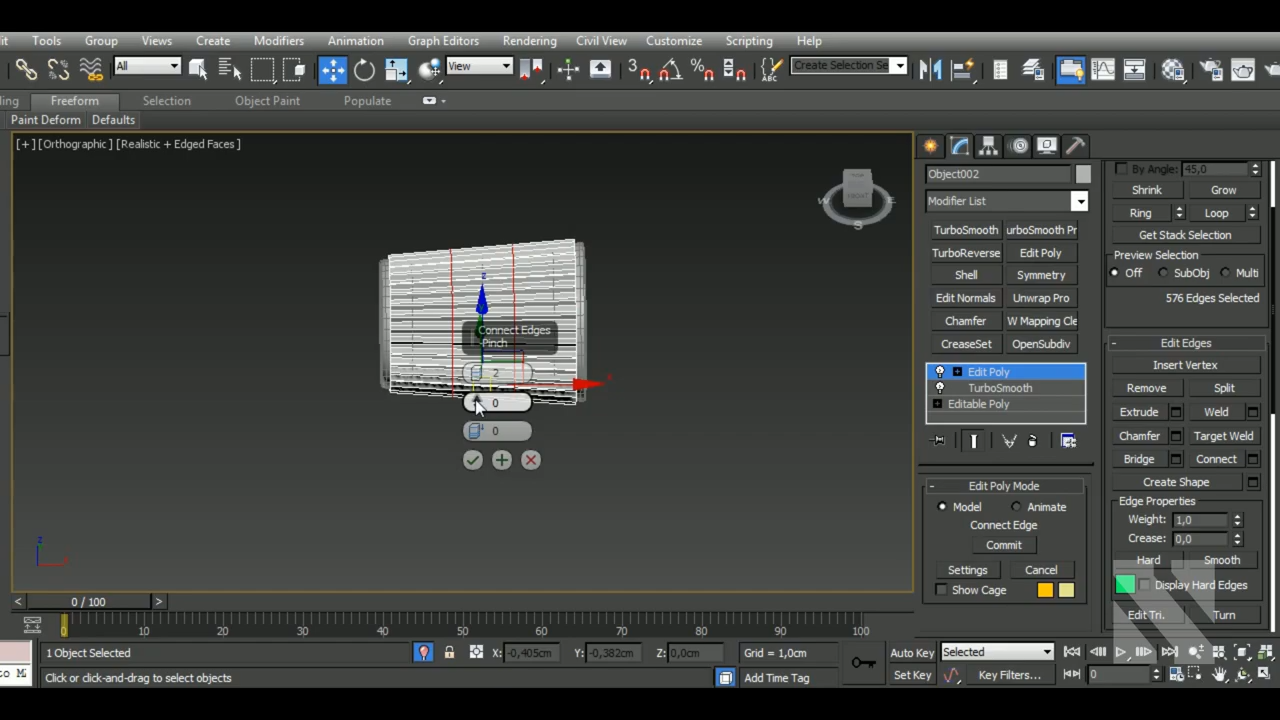 it Tools Group Views Create Modifiers Animation Graph Editors Rendering Civil View Customize Scripting Help
All View 3 % ABC Create Selection Se
ling Freeform Selection Object Paint Populate
Paint Deform Defaults
[+][Orthographic][Realistic + Edged Faces]
TOP
FRONT
W E
S
z
x
Connect Edges
-Pinch
2
0
0
z
Object002
Modifier List
TurboSmooth urboSmooth Pr
TurboReverse Edit Poly
Shell Symmetry
Edit Normals Unwrap Pro
Chamfer W Mapping Cle
CreaseSet OpenSubdiv
Edit Poly
TurboSmooth
Editable Poly
- Edit Poly Mode
Model Animate
Connect Edge
Commit
Settings Cancel
Show Cage
By Angle: 45,0
Shrink Grow
Ring Loop
Get Stack Selection
Preview Selection
Off SubObj Multi
576 Edges Selected
- Edit Edges
Insert Vertex
Remove Split
Extrude Weld
Chamfer Target Weld
Bridge Connect
Create Shape
Edge Properties
Weight: 1,0
Crease: 0,0
Hard Smooth
Display Hard Edges
Edit Tri. Turn
< 0 / 100 >
0 10 20 30 40 50 60 70 80 90 100
1 Object Selected X: -0,405cm Y: -0,382cm Z: 0,0cm Grid = 1,0cm Auto Key Selected
to M Click or click-and-drag to select objects Add Time Tag Set Key Key Filters... 0